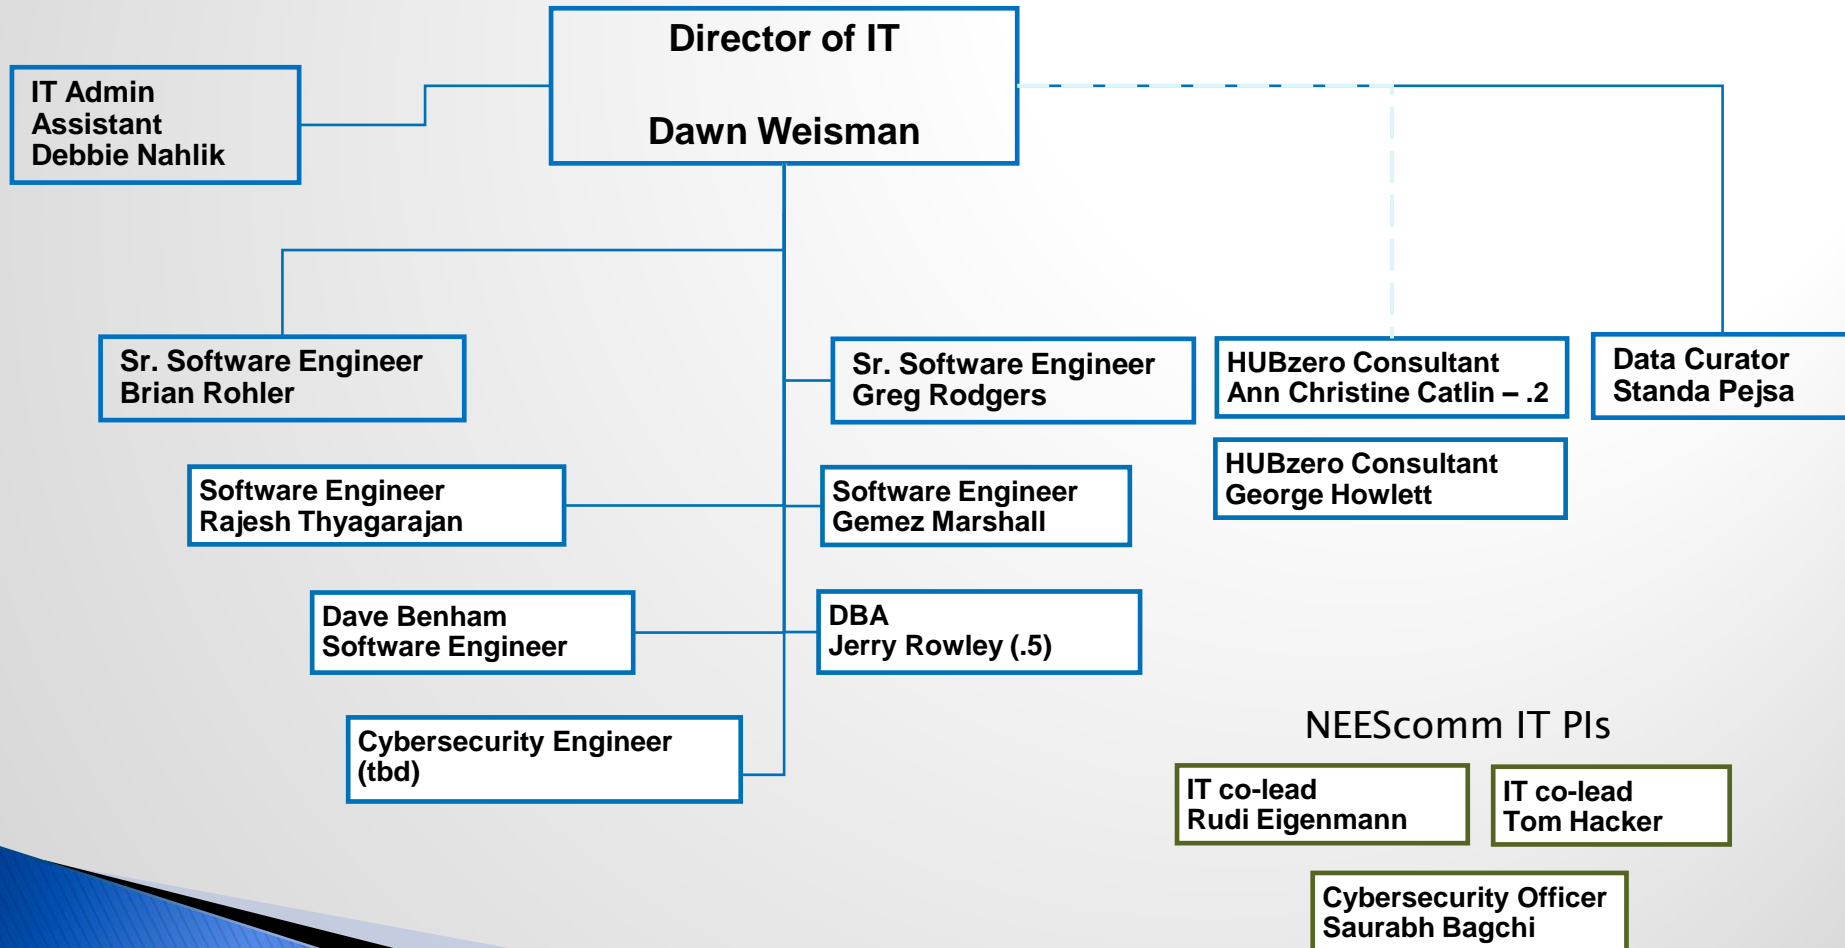 Director of IT
Dawn Weisman
IT Admin
Assistant
Debbie Nahlik
Sr. Software Engineer
Brian Rohler
Sr. Software Engineer
Greg Rodgers
HUBzero Consultant
Ann Christine Catlin – .2
Data Curator
Standa Pejsa
HUBzero Consultant
George Howlett
Software Engineer
Rajesh Thyagarajan
Software Engineer
Gemez Marshall
Dave Benham
Software Engineer
DBA
Jerry Rowley (.5)
Cybersecurity Engineer
(tbd)
NEEScomm IT PIs
IT co-lead
Rudi Eigenmann
IT co-lead
Tom Hacker
Cybersecurity Officer
Saurabh Bagchi